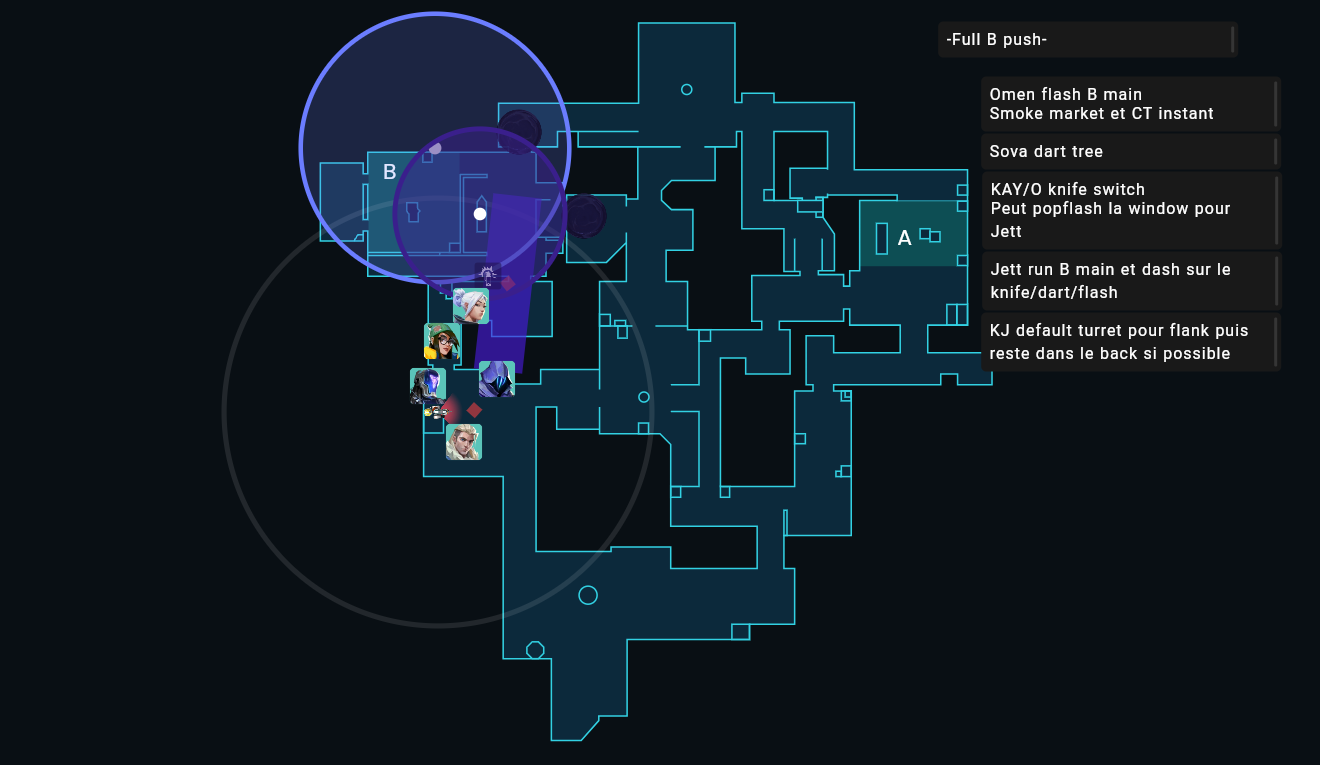 -Full B push-
Omen flash B main
Smoke market et CT instant
Sova dart tree
B
KAY/O knife switch
Peut popflash la window pour
Jett
A
Jett run B main et dash sur le
knife/dart/flash
KJ default turret pour flank puis
reste dans le back si possible